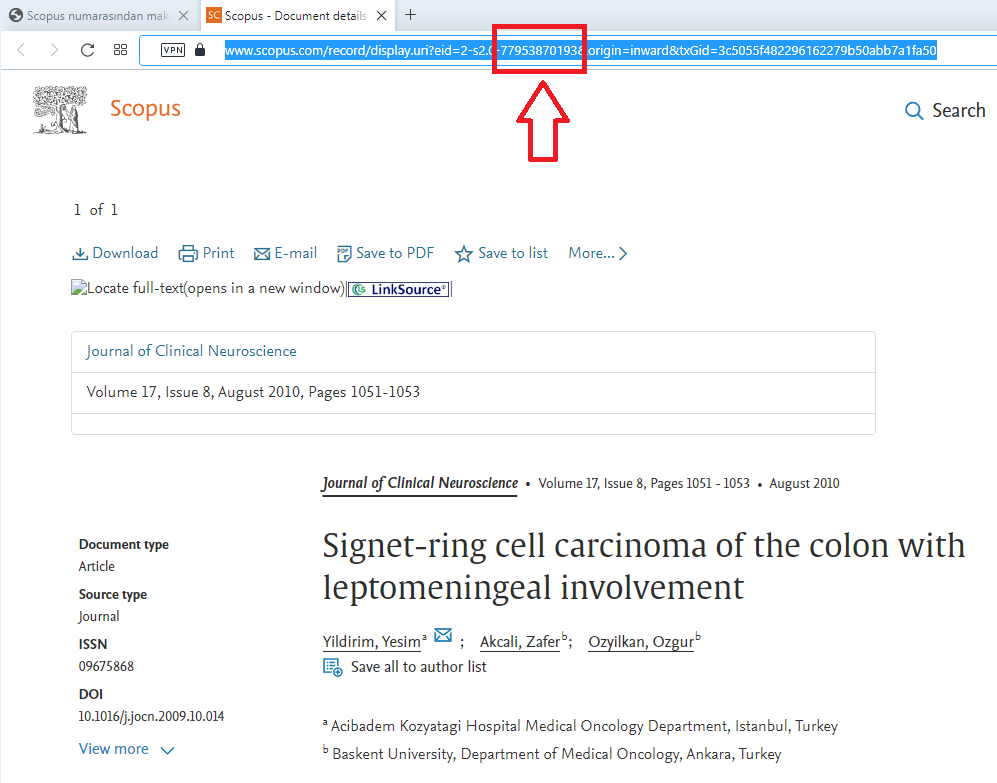 Scopus numarasından mak
SC Scopus - Document details
VPN www.scopus.com/record/display.uri?eid=2-s2.0-77953870193&origin=inward&txGid=3c5055f482296162279b50abb7a1fa50
Scopus
Search
1 of 1
Download Print E-mail Save to PDF Save to list More...
Locate full-text(opens in a new window)| LinkSource®|
Journal of Clinical Neuroscience
Volume 17, Issue 8, August 2010, Pages 1051-1053
Journal of Clinical Neuroscience • Volume 17, Issue 8, Pages 1051 - 1053 • August 2010
Signet-ring cell carcinoma of the colon with
leptomeningeal involvement
Yildirim, Yesimᵃ ; Akcali, Zaferᵇ; Ozyilkan, Ozgurᵇ
Save all to author list
ᵃ Acibadem Kozyatagi Hospital Medical Oncology Department, Istanbul, Turkey
ᵇ Baskent University, Department of Medical Oncology, Ankara, Turkey
Document type
Article
Source type
Journal
ISSN
09675868
DOI
10.1016/j.jocn.2009.10.014
View more